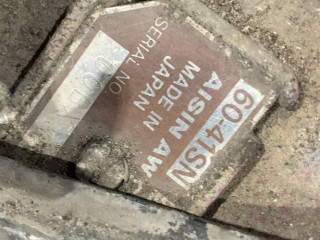 60-41SN
AISIN AW
MADE IN
JAPAN
SERIAL NO.